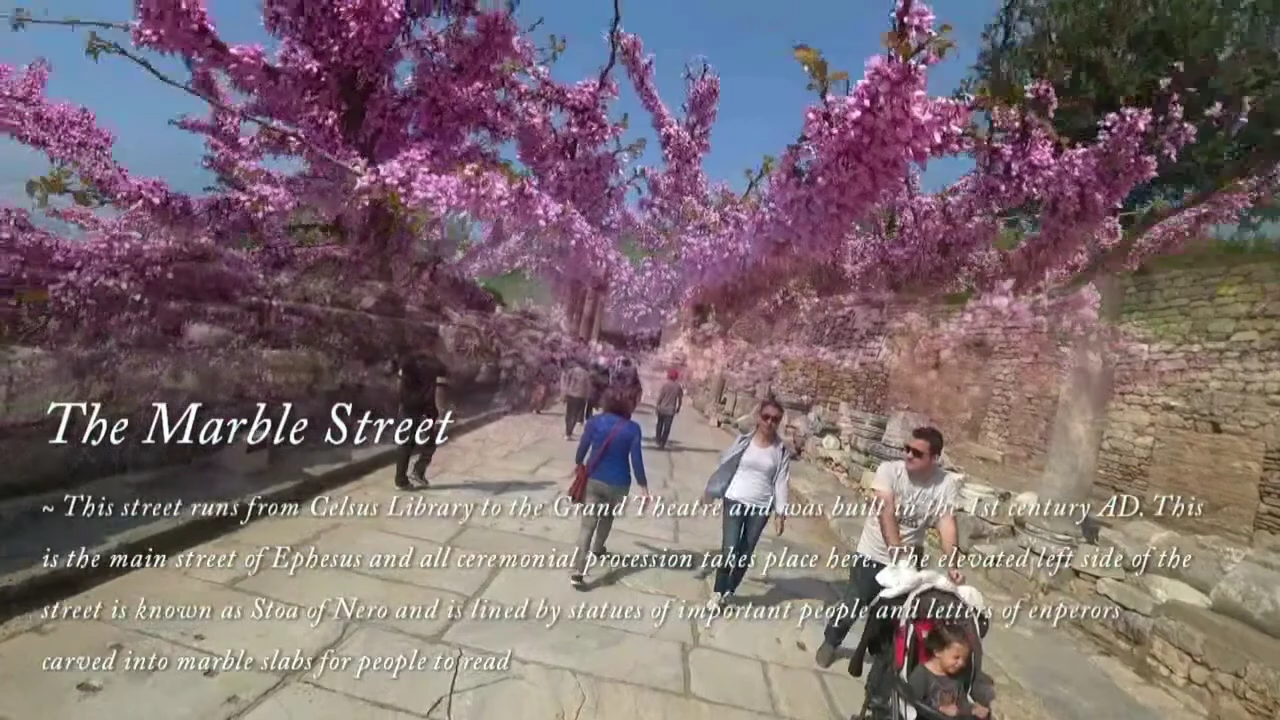 The Marble Street
~ This street runs from Celsus Library to the Grand Theatre and was built in the 1st century AD. This
is the main street of Ephesus and all ceremonial procession takes place here. The elevated left side of the
street is known as Stoa of Nero and is lined by statues of important people and letters of enperors
carved into marble slabs for people to read